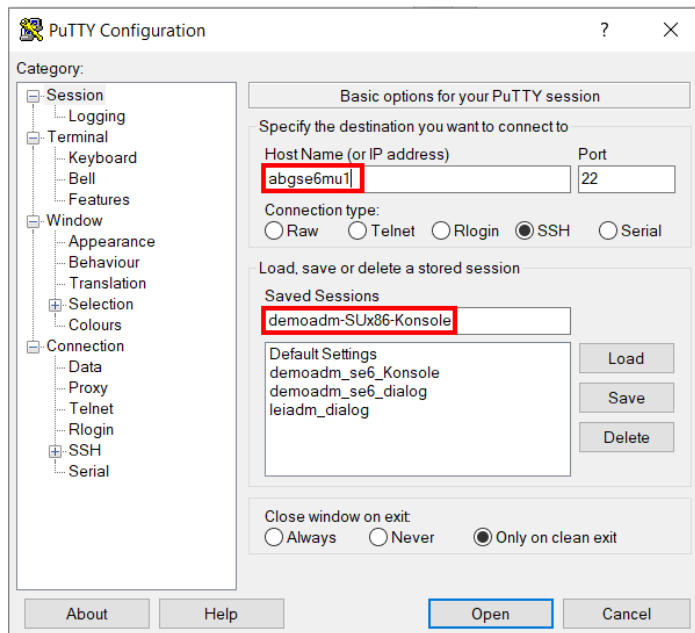 PuTTY Configuration ? ×
Category:
Session
Logging
Terminal
Keyboard
Bell
Features
Window
Appearance
Behaviour
Translation
Selection
Colours
Connection
Data
Proxy
Telnet
Rlogin
SSH
Serial
Basic options for your PuTTY session
Specify the destination you want to connect to
Host Name (or IP address) Port
abgse6mu1 22
Connection type:
Raw Telnet Rlogin SSH Serial
Load, save or delete a stored session
Saved Sessions
demoadm-SUx86-Konsole
Default Settings
demoadm_se6_Konsole
demoadm_se6_dialog
leiadm_dialog
Load
Save
Delete
Close window on exit:
Always Never Only on clean exit
About Help Open Cancel